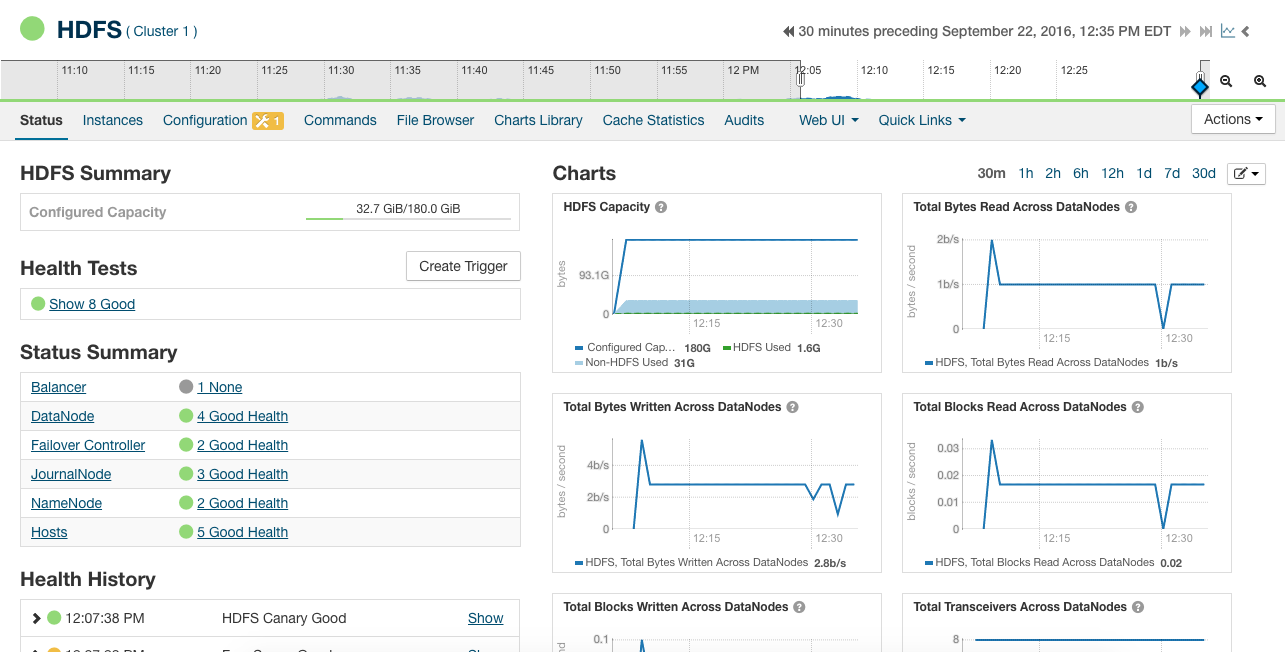 HDFS ( Cluster 1 )
30 minutes preceding September 22, 2016, 12:35 PM EDT
11:10 11:15 11:20 11:25 11:30 11:35 11:40 11:45 11:50 11:55 12 PM 12:05 12:10 12:15 12:20 12:25
Status Instances Configuration 1 Commands File Browser Charts Library Cache Statistics Audits Web UI Quick Links Actions
HDFS Summary
Configured Capacity 32.7 GiB/180.0 GiB
Health Tests
Create Trigger
Show 8 Good
Status Summary
Balancer 1 None
DataNode 4 Good Health
Failover Controller 2 Good Health
JournalNode 3 Good Health
NameNode 2 Good Health
Hosts 5 Good Health
Health History
12:07:38 PM HDFS Canary Good Show
Charts
30m 1h 2h 6h 12h 1d 7d 30d
HDFS Capacity ?
bytes
93.1G
0
12:15 12:30
Configured Cap... 180G HDFS Used 1.6G
Non-HDFS Used 31G
Total Bytes Read Across DataNodes ?
bytes / second
2b/s
1b/s
0
12:15 12:30
HDFS, Total Bytes Read Across DataNodes 1b/s
Total Bytes Written Across DataNodes ?
bytes / second
4b/s
2b/s
0
12:15 12:30
HDFS, Total Bytes Written Across DataNodes 2.8b/s
Total Blocks Read Across DataNodes ?
blocks / second
0.03
0.02
0.01
0
12:15 12:30
HDFS, Total Blocks Read Across DataNodes 0.02
Total Blocks Written Across DataNodes ?
0.1
Total Transceivers Across DataNodes ?
8